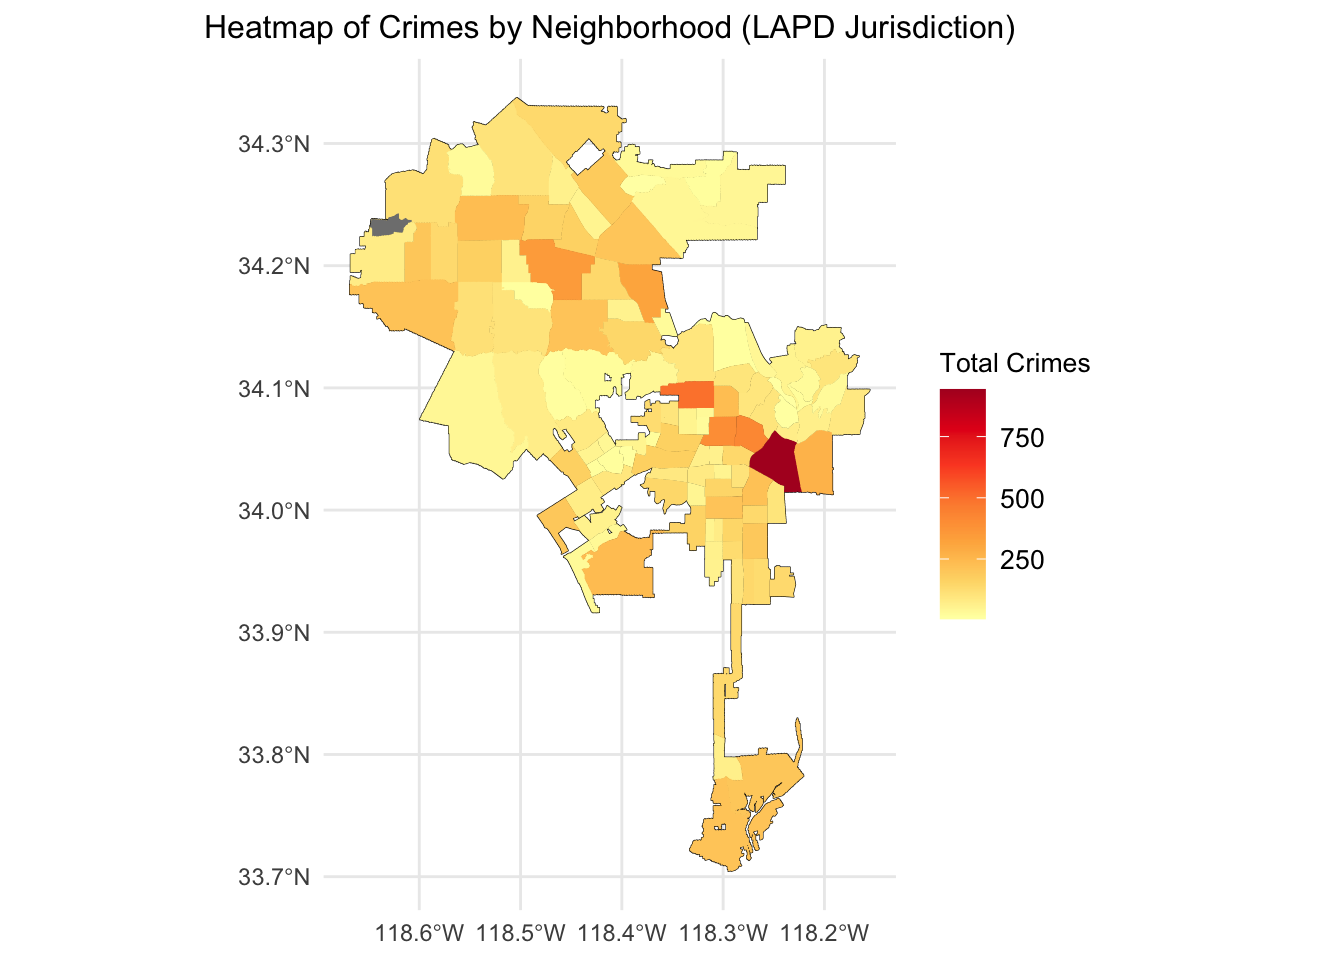 Heatmap of Crimes by Neighborhood (LAPD Jurisdiction)
34.3°N
34.2°N
34.1°N
34.0°N
33.9°N
33.8°N
33.7°N
118.6°W 118.5°W 118.4°W 118.3°W 118.2°W
Total Crimes
750
500
250